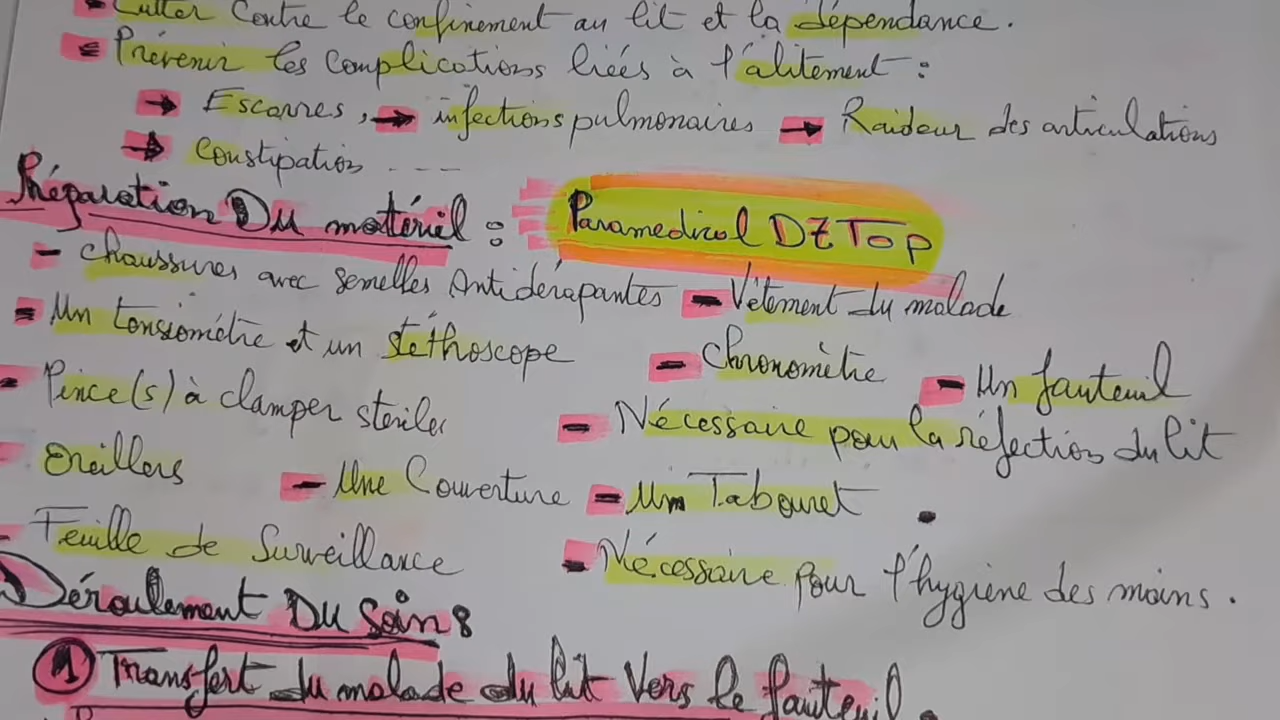 - Lutter contre le confinement au lit et la dépendance.
- Prévenir les complications liées à l'alitement :
→ Escarres, → infections pulmonaires → Raideur des articulations
→ Constipation ....
Préparation Du matériel : Paramedical DZ Top
- chaussures avec semelles Antidérapantes - Vêtement du malade
- Un tensiomètre et un stéthoscope - Chronomètre - Un fauteuil
- Pince(s) à clamper steriles - Nécessaire pour la réfection du lit
Oreillers - Une Couverture - Un Tabouret .
- Feuille de Surveillance - Nécessaire pour l'hygiène des mains.
Déroulement Du Soin :
1 Transfert du malade du lit Vers le fauteuil.